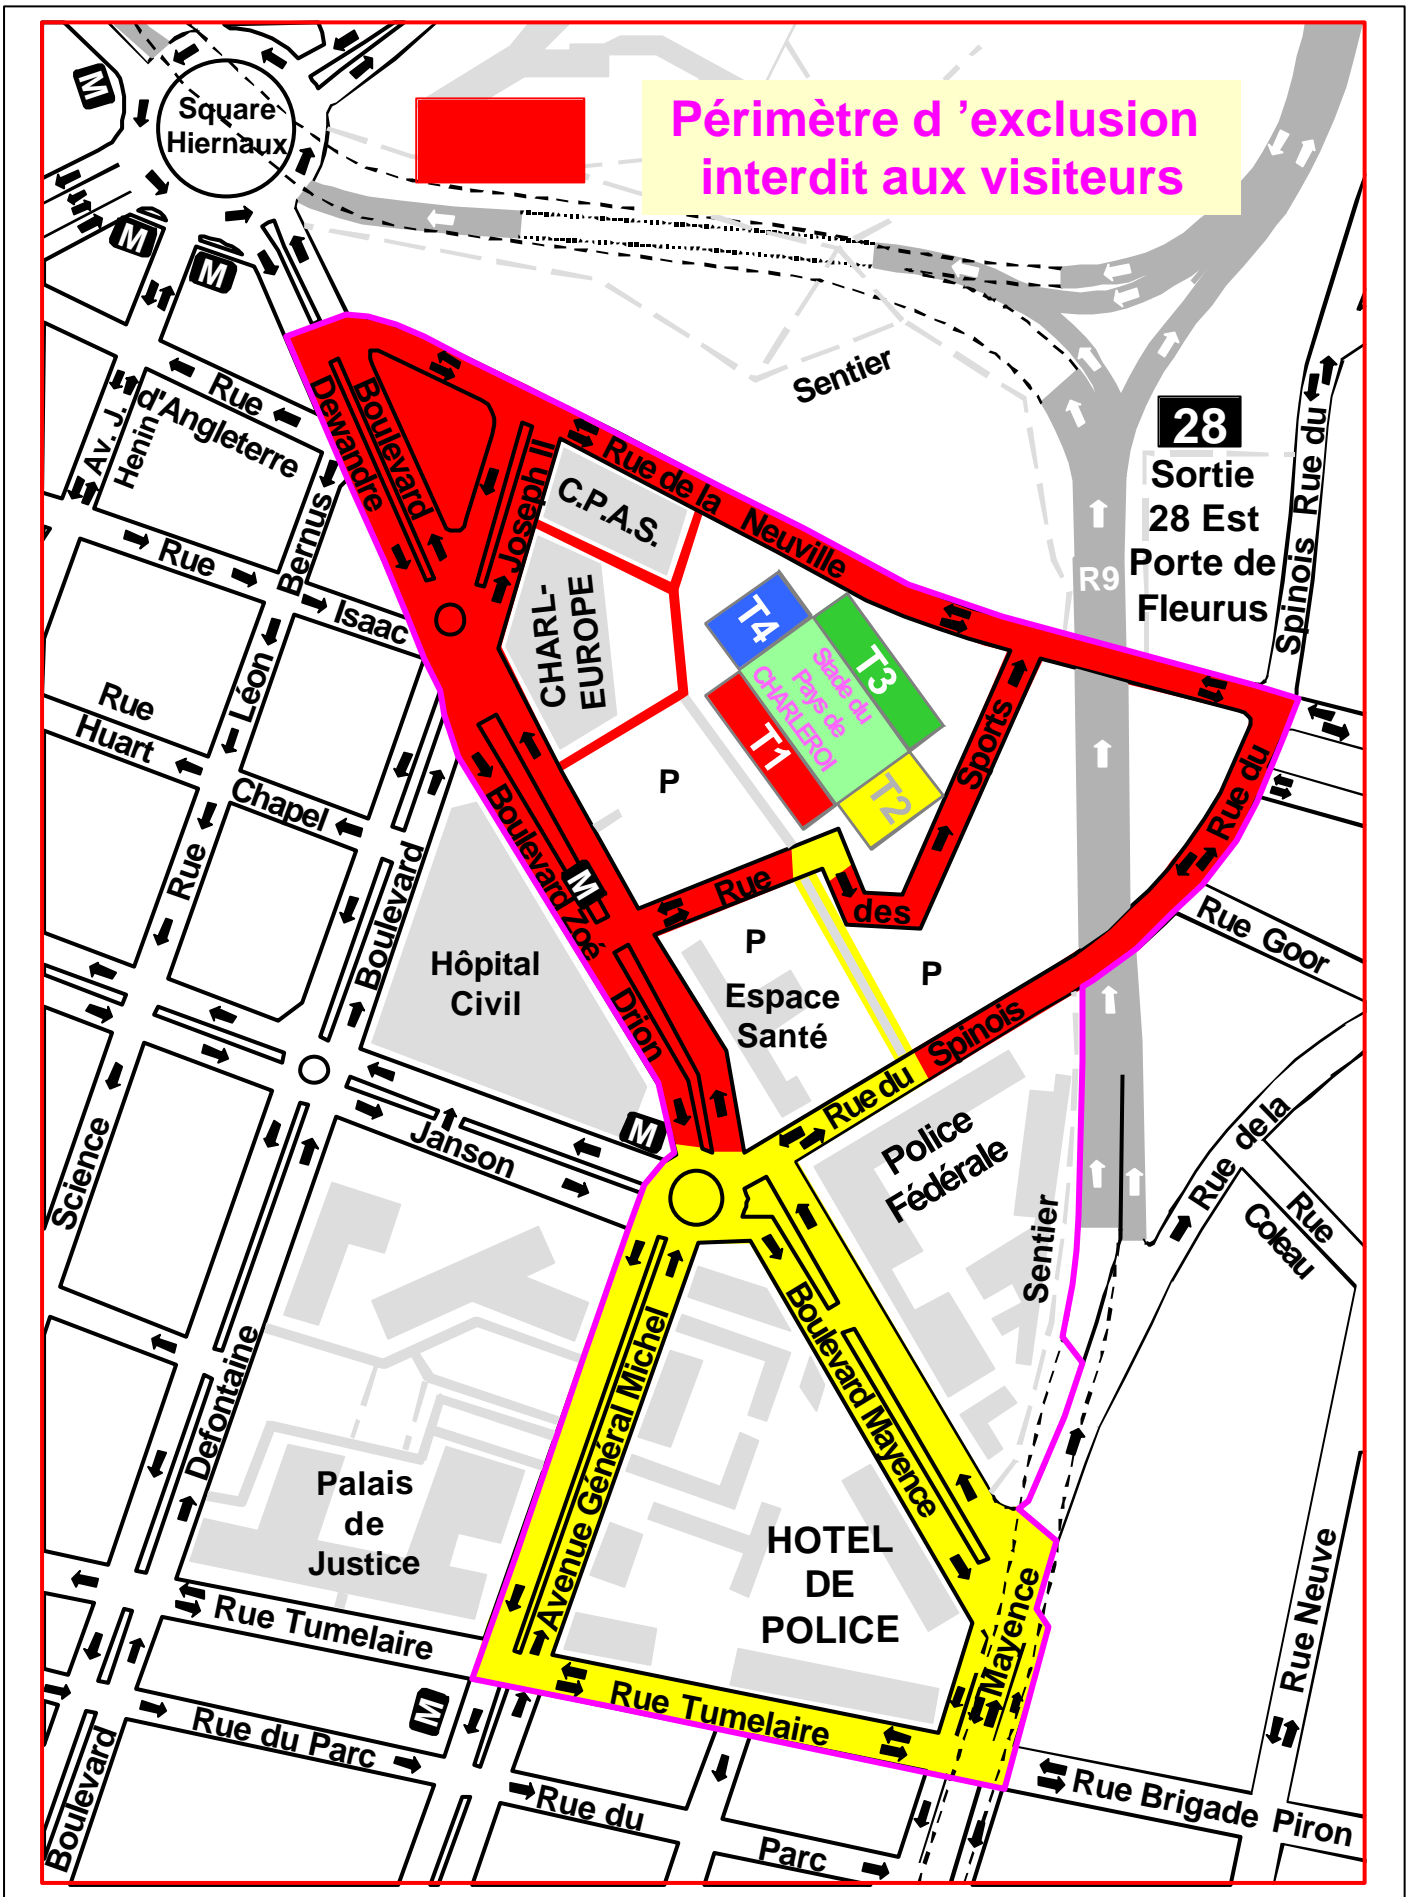 Périmètre d ’exclusion
interdit aux visiteurs
Square
Hiernaux
M
M
M
Sentier
28
Sortie
28 Est
Porte de
Fleurus
R9
Spinois Rue du
Rue
d'Angleterre
Av. J.
Henin
Dewandre
Boulevard
Joseph II
Rue de la Neuville
C.P.A.S.
CHARL-
EUROPE
Bernus
Rue
Isaac
Léon
Rue
Huart
Chapel
Rue
Boulevard
T4
T3
Stade du
Pays de
CHARLEROI
T1
T2
P
Sports
Rue du
Boulevard Zoé
M
Rue
des
Drion
Hôpital
Civil
P
Espace
Santé
P
Spinois
Rue du
Rue Goor
M
Janson
Science
Police
Fédérale
Sentier
Rue de la
Rue
Coleau
Defontaine
Avenue Général Michel
Boulevard Mayence
Palais
de
Justice
HOTEL
DE
POLICE
Mayence
Rue Neuve
Rue Tumelaire
Rue Tumelaire
M
Rue du Parc
Boulevard
Rue du
Parc
Rue Brigade Piron